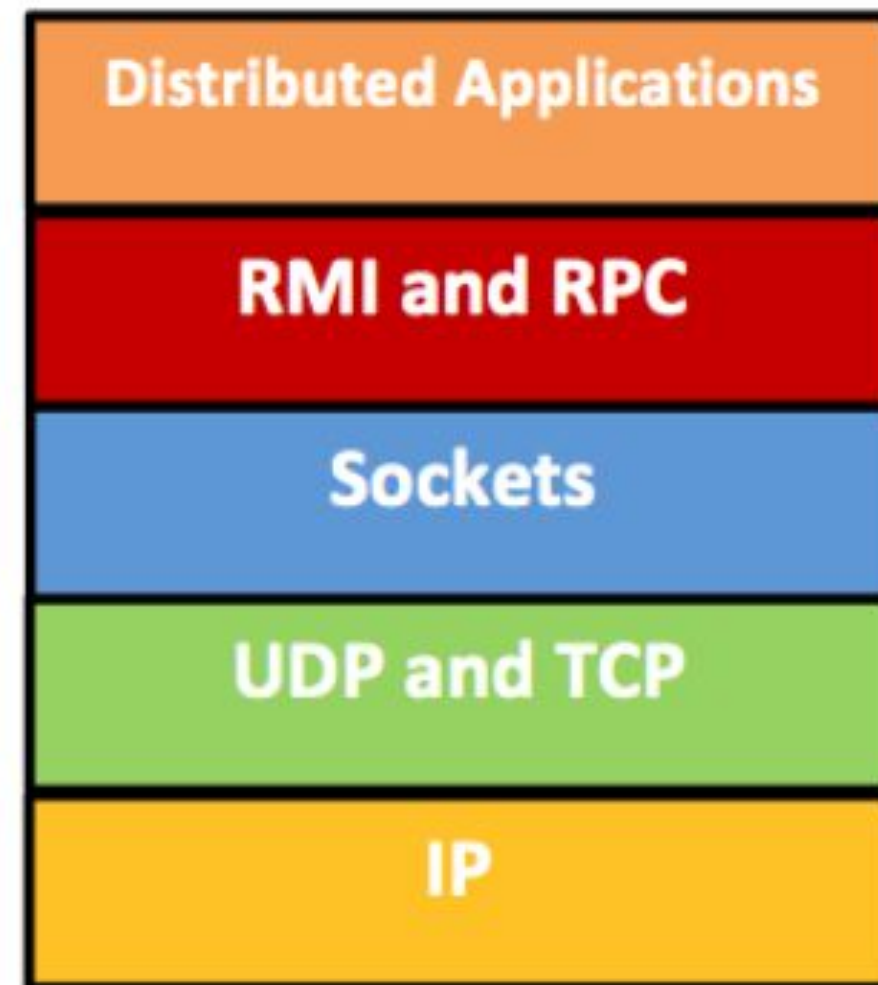 Distributed Applications
RMI and RPC
Sockets
UDP and TCP
IP